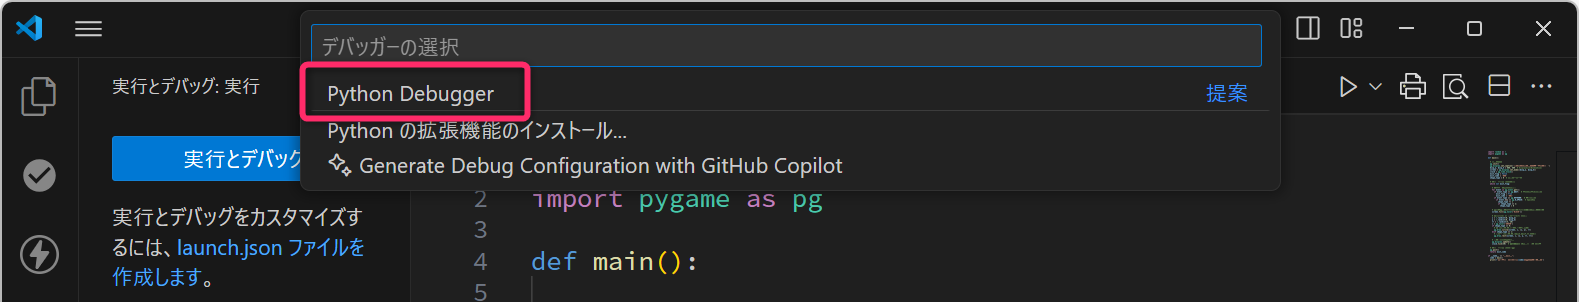 デバッガーの選択
Python Debugger 提案
Python の拡張機能のインストール...
Generate Debug Configuration with GitHub Copilot
実行とデバッグ: 実行
実行とデバッグ
実行とデバッグをカスタマイズす
るには、launch.json ファイルを
作成します。
2 import pygame as pg
3
4 def main():
5